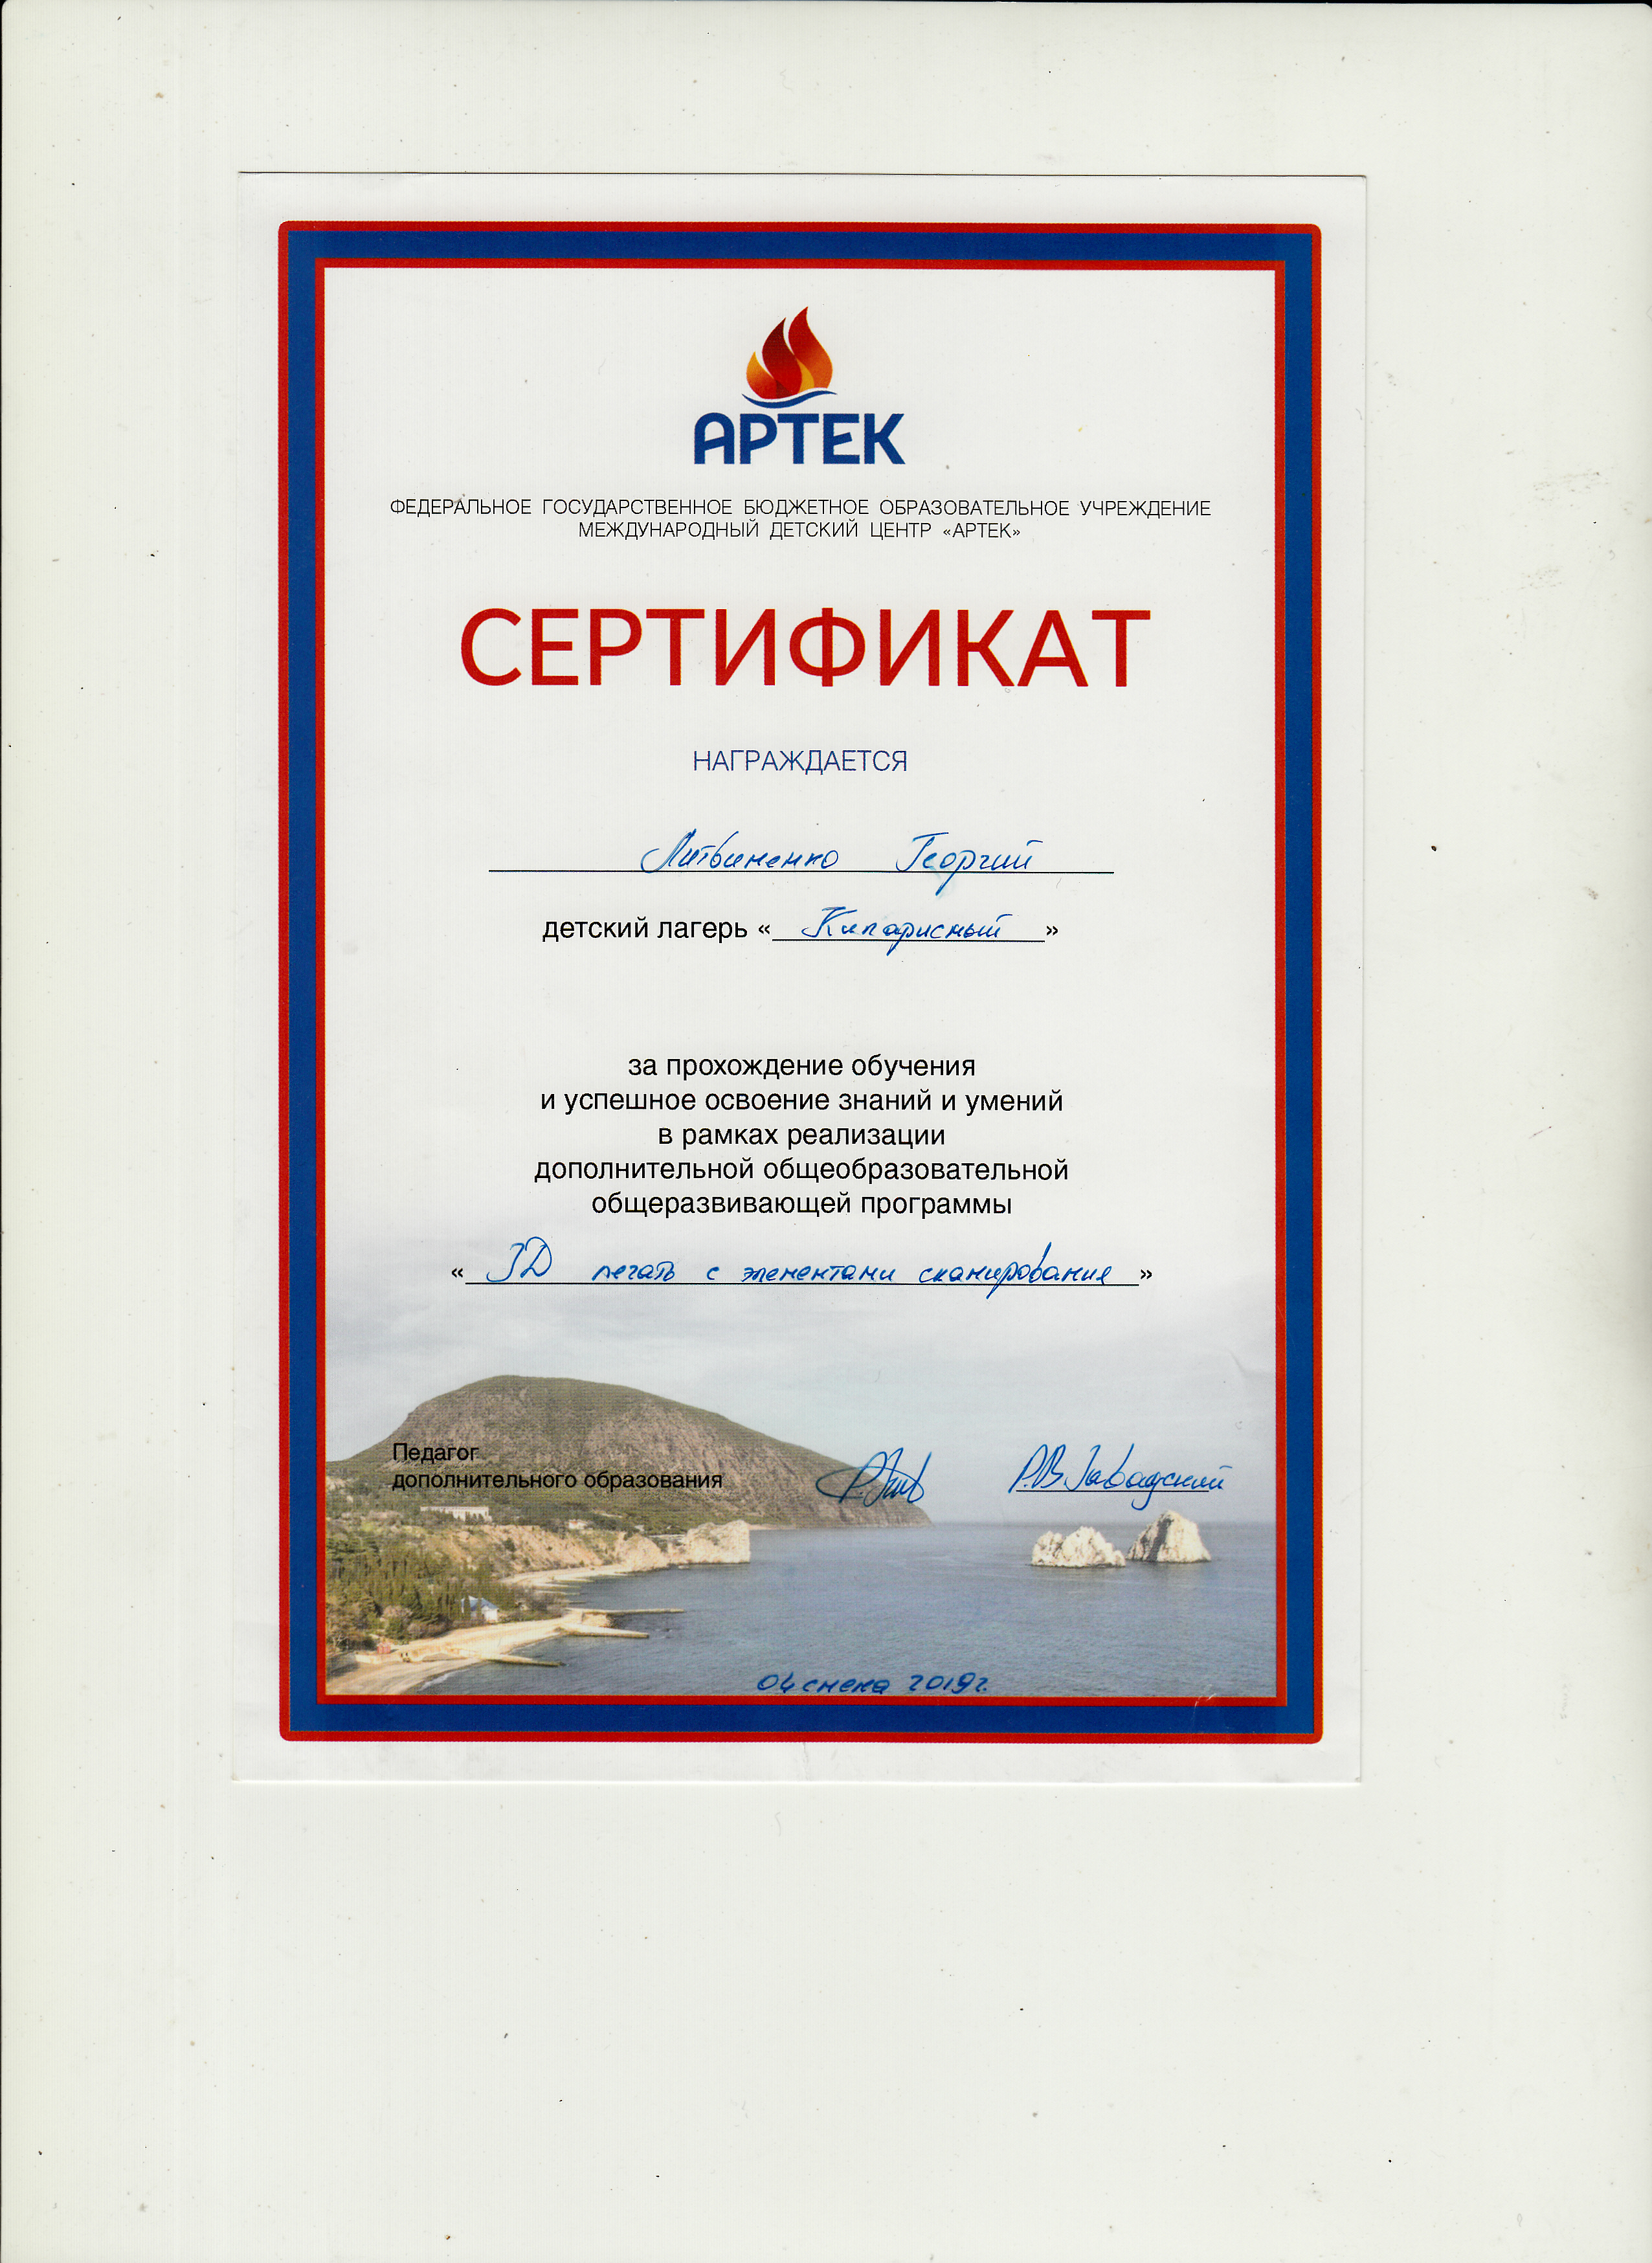 АРТЕК
ФЕДЕРАЛЬНОЕ ГОСУДАРСТВЕННОЕ БЮДЖЕТНОЕ ОБРАЗОВАТЕЛЬНОЕ УЧРЕЖДЕНИЕ
МЕЖДУНАРОДНЫЙ ДЕТСКИЙ ЦЕНТР «АРТЕК»
СЕРТИФИКАТ
НАГРАЖДАЕТСЯ
Литвиненко Георгий
детский лагерь «Кипарисный»
за прохождение обучения
и успешное освоение знаний и умений
в рамках реализации
дополнительной общеобразовательной
общеразвивающей программы
«3D печать с элементами сканирования»
Педагог
дополнительного образования Р.В Завадский
04 смена 2019г.